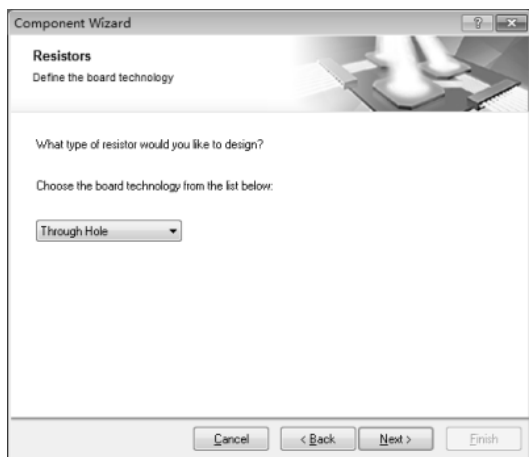 Component Wizard
Resistors
Define the board technology
What type of resistor would you like to design?
Choose the board technology from the list below:
Through Hole
Cancel
< Back
Next >
Finish